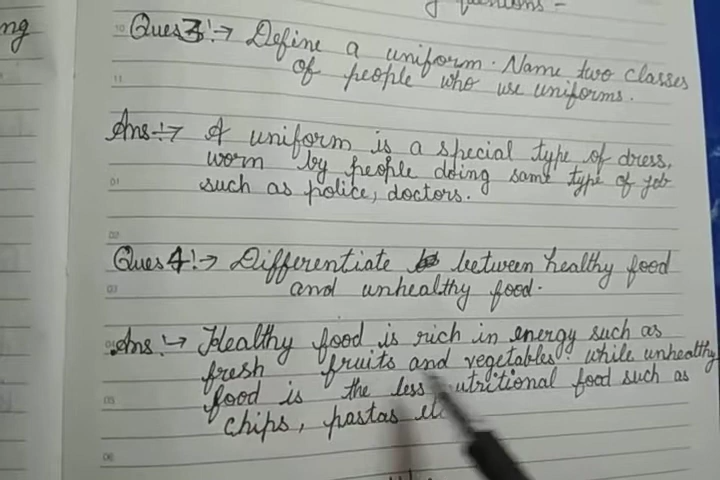 ng
questions -
Ques3:→ Define a uniform. Name two classes
of people who use uniforms.
Ans:→ A uniform is a special type of dress,
worn by people doing same type of job
such as police, doctors.
Ques4:→ Differentiate between healthy food
and unhealthy food.
Ans:→ Healthy food is rich in energy such as
fresh fruits and vegetables. while unhealthy
food is the less utritional food such as
chips, pastas etc